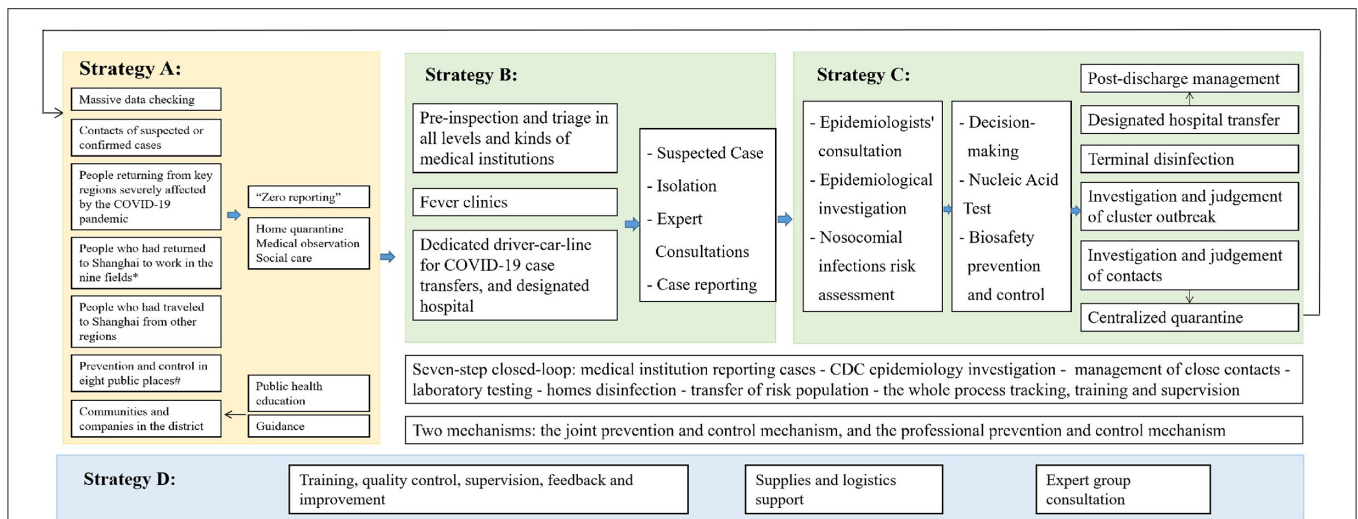 Strategy A:
Massive data checking
Contacts of suspected or
confirmed cases
People returning from key
regions severely affected
by the COVID-19
pandemic
People who had returned
to Shanghai to work in the
nine fields*
People who had traveled
to Shanghai from other
regions
Prevention and control in
eight public places#
Communities and
companies in the district
"Zero reporting"
Home quarantine
Medical observation
Social care
Public health
education
Guidance
Strategy B:
Pre-inspection and triage in
all levels and kinds of
medical institutions
Fever clinics
Dedicated driver-car-line
for COVID-19 case
transfers, and designated
hospital
- Suspected Case
- Isolation
- Expert
Consultations
- Case reporting
Strategy C:
- Epidemiologists'
consultation
- Epidemiological
investigation
- Nosocomial
infections risk
assessment
- Decision-
making
- Nucleic Acid
Test
- Biosafety
prevention
and control
Post-discharge management
Designated hospital transfer
Terminal disinfection
Investigation and judgement
of cluster outbreak
Investigation and judgement
of contacts
Centralized quarantine
Seven-step closed-loop: medical institution reporting cases - CDC epidemiology investigation - management of close contacts -
laboratory testing - homes disinfection - transfer of risk population - the whole process tracking, training and supervision
Two mechanisms: the joint prevention and control mechanism, and the professional prevention and control mechanism
Strategy D:
Training, quality control, supervision, feedback and
improvement
Supplies and logistics
support
Expert group
consultation